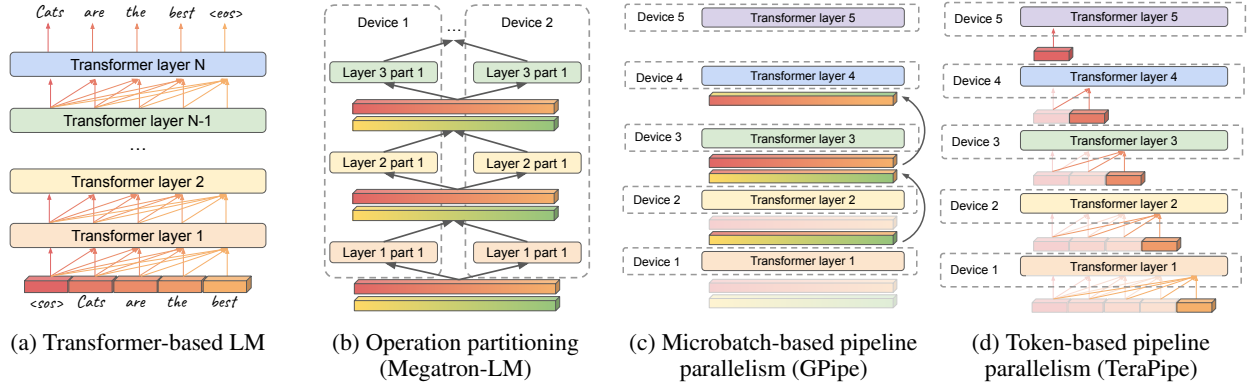 Cats are the best <eos>
Transformer layer N
Transformer layer N-1
...
Transformer layer 2
Transformer layer 1
<sos> Cats are the best
(a) Transformer-based LM
Device 1 ... Device 2
Layer 3 part 1 Layer 3 part 1
Layer 2 part 1 Layer 2 part 1
Layer 1 part 1 Layer 1 part 1
(b) Operation partitioning
(Megatron-LM)
Device 5 Transformer layer 5
Device 4 Transformer layer 4
Device 3 Transformer layer 3
Device 2 Transformer layer 2
Device 1 Transformer layer 1
(c) Microbatch-based pipeline
parallelism (GPipe)
Device 5 Transformer layer 5
Device 4 Transformer layer 4
Device 3 Transformer layer 3
Device 2 Transformer layer 2
Device 1 Transformer layer 1
(d) Token-based pipeline
parallelism (TeraPipe)